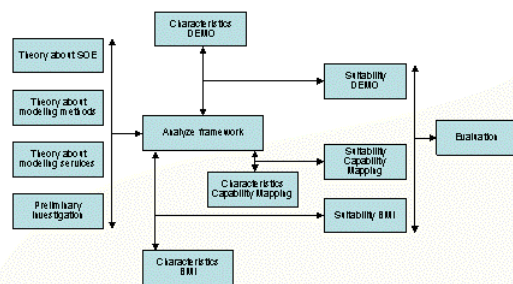 Characteristics
DEMO
Theory about SOE
Suitability
DEMO
Theory about
modeling methods
Analyze framework
Evaluation
Theory about
modeling services
Suitability
Capability
Mapping
Characteristics
Capability Mapping
Preliminary
Investigation
Suitability BMI
Characteristics
BMI